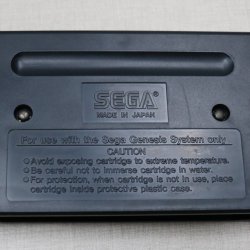 SEGA
MADE IN JAPAN
For use with the Sega Genesis System only
CAUTION
●Avoid exposing cartridge to extreme temperature.
●Be careful not to immerse cartridge in water.
●For protection, when cartridge is not in use, place
cartridge inside protective plastic case.